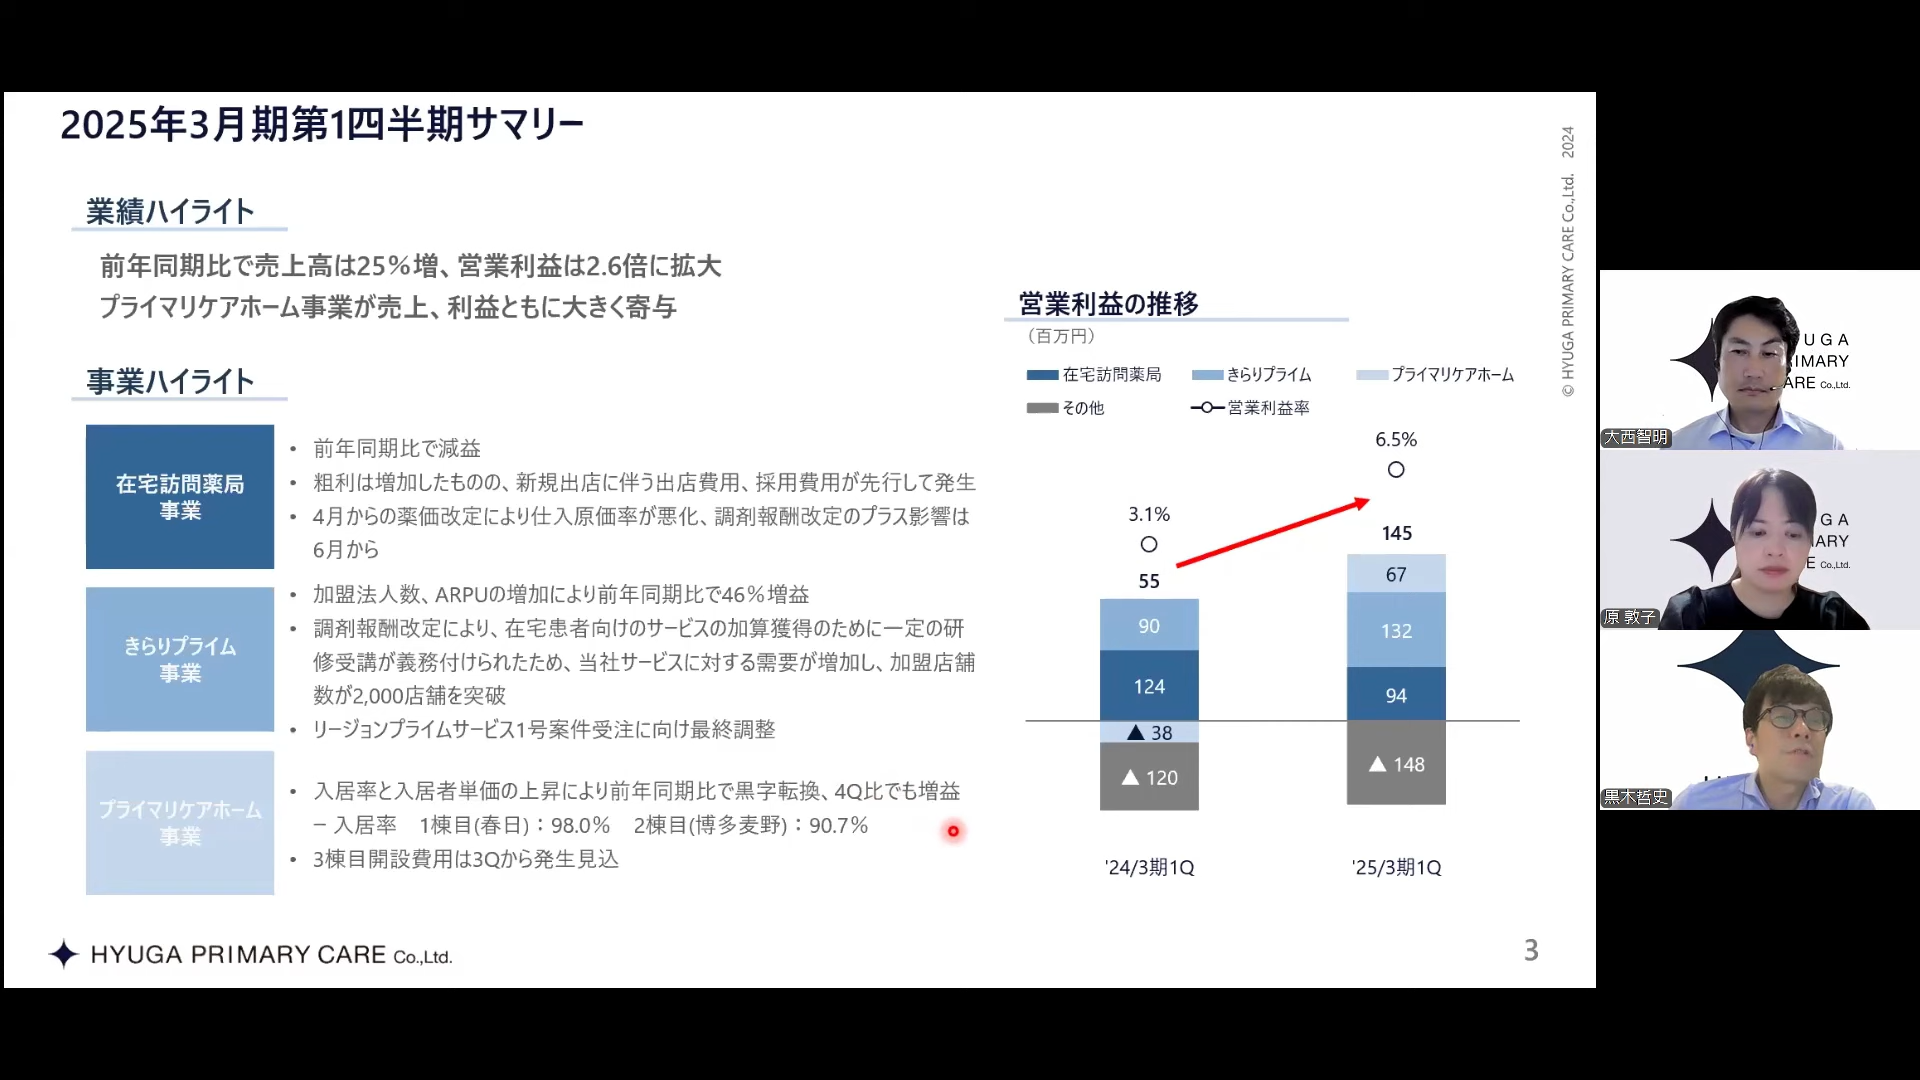 2025年3月期第1四半期サマリー
© HYUGA PRIMARY CARE Co.,Ltd. 2024
業績ハイライト
前年同期比で売上高は25%増、営業利益は2.6倍に拡大
プライマリケアホーム事業が売上、利益ともに大きく寄与
事業ハイライト
在宅訪問薬局
事業
• 前年同期比で減益
• 粗利は増加したものの、新規出店に伴う出店費用、採用費用が先行して発生
• 4月からの薬価改定により仕入原価率が悪化、調剤報酬改定のプラス影響は
6月から
きらりプライム
事業
• 加盟法人数、ARPUの増加により前年同期比で46%増益
• 調剤報酬改定により、在宅患者向けのサービスの加算獲得のために一定の研
修受講が義務付けられたため、当社サービスに対する需要が増加し、加盟店舗
数が2,000店舗を突破
• リージョンプライムサービス1号案件受注に向け最終調整
プライマリケアホーム
事業
• 入居率と入居者単価の上昇により前年同期比で黒字転換、4Q比でも増益
– 入居率 1棟目(春日)：98.0% 2棟目(博多麦野)：90.7%
• 3棟目開設費用は3Qから発生見込
営業利益の推移
（百万円）
在宅訪問薬局 きらりプライム プライマリケアホーム
その他 営業利益率
3.1%
55
90
124
▲ 38
▲ 120
'24/3期1Q
6.5%
145
67
132
94
▲ 148
'25/3期1Q
HYUGA PRIMARY CARE Co.,Ltd.
3
YUGA
RIMARY
ARE Co.,Ltd.
大西智明
GA
ARY
E Co.,Ltd.
原 敦子
黒木哲史